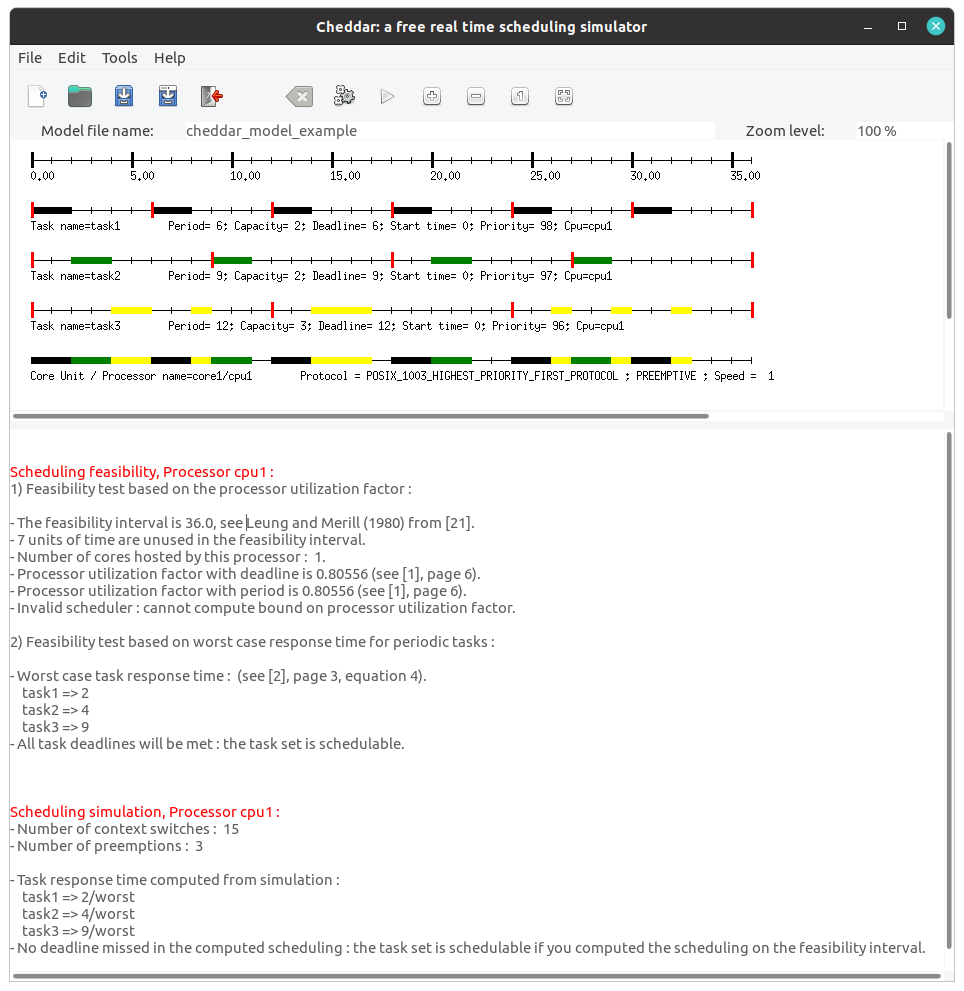 Cheddar: a free real time scheduling simulator
File Edit Tools Help
Model file name: cheddar_model_example Zoom level: 100 %
0.00 5.00 10.00 15.00 20.00 25.00 30.00 35.00
Task name=task1 Period= 6; Capacity= 2; Deadline= 6; Start time= 0; Priority= 98; Cpu=cpu1
Task name=task2 Period= 9; Capacity= 2; Deadline= 9; Start time= 0; Priority= 97; Cpu=cpu1
Task name=task3 Period= 12; Capacity= 3; Deadline= 12; Start time= 0; Priority= 96; Cpu=cpu1
Core Unit / Processor name=core1/cpu1 Protocol = POSIX_1003_HIGHEST_PRIORITY_FIRST_PROTOCOL ; PREEMPTIVE ; Speed = 1
Scheduling feasibility, Processor cpu1 :
1) Feasibility test based on the processor utilization factor :
- The feasibility interval is 36.0, see Leung and Merill (1980) from [21].
- 7 units of time are unused in the feasibility interval.
- Number of cores hosted by this processor : 1.
- Processor utilization factor with deadline is 0.80556 (see [1], page 6).
- Processor utilization factor with period is 0.80556 (see [1], page 6).
- Invalid scheduler : cannot compute bound on processor utilization factor.
2) Feasibility test based on worst case response time for periodic tasks :
- Worst case task response time : (see [2], page 3, equation 4).
task1 => 2
task2 => 4
task3 => 9
- All task deadlines will be met : the task set is schedulable.
Scheduling simulation, Processor cpu1 :
- Number of context switches : 15
- Number of preemptions : 3
- Task response time computed from simulation :
task1 => 2/worst
task2 => 4/worst
task3 => 9/worst
- No deadline missed in the computed scheduling : the task set is schedulable if you computed the scheduling on the feasibility interval.